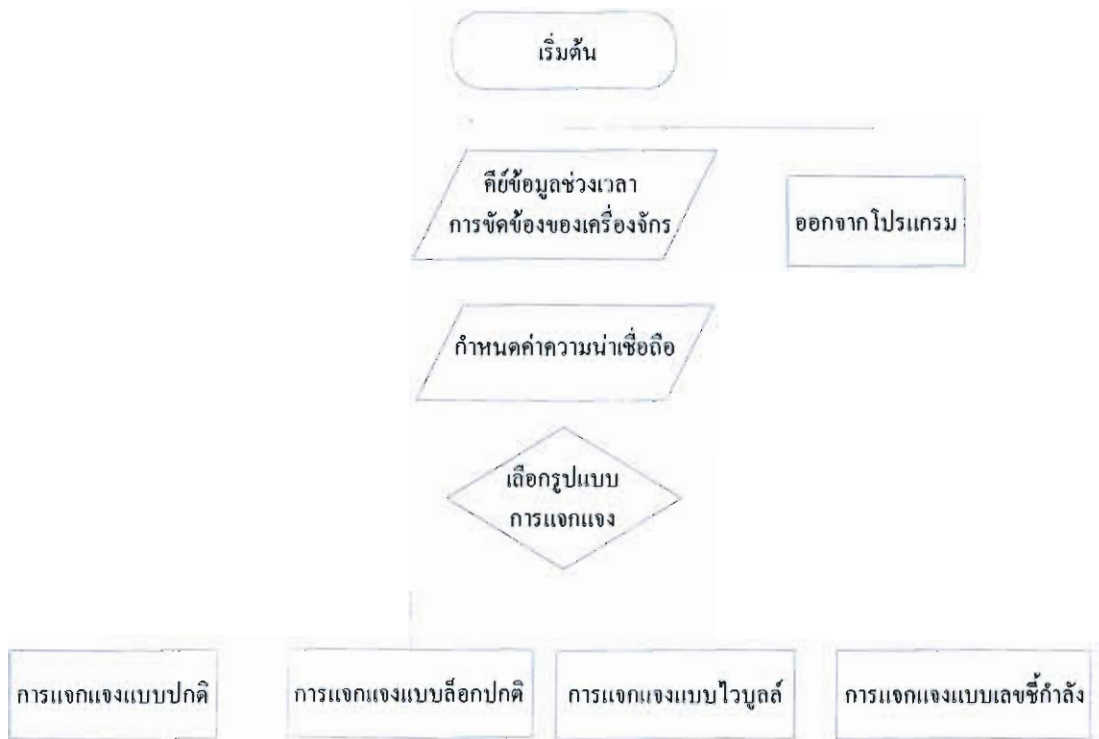 เริ่มต้น
คีย์ข้อมูลช่วงเวลา
การขัดข้องของเครื่องจักร
ออกจากโปรแกรม
กำหนดค่าความน่าเชื่อถือ
เลือกรูปแบบ
การแจกแจง
การแจกแจงแบบปกติ
การแจกแจงแบบล็อกปกติ
การแจกแจงแบบไวบูลล์
การแจกแจงแบบเลขชี้กำลัง